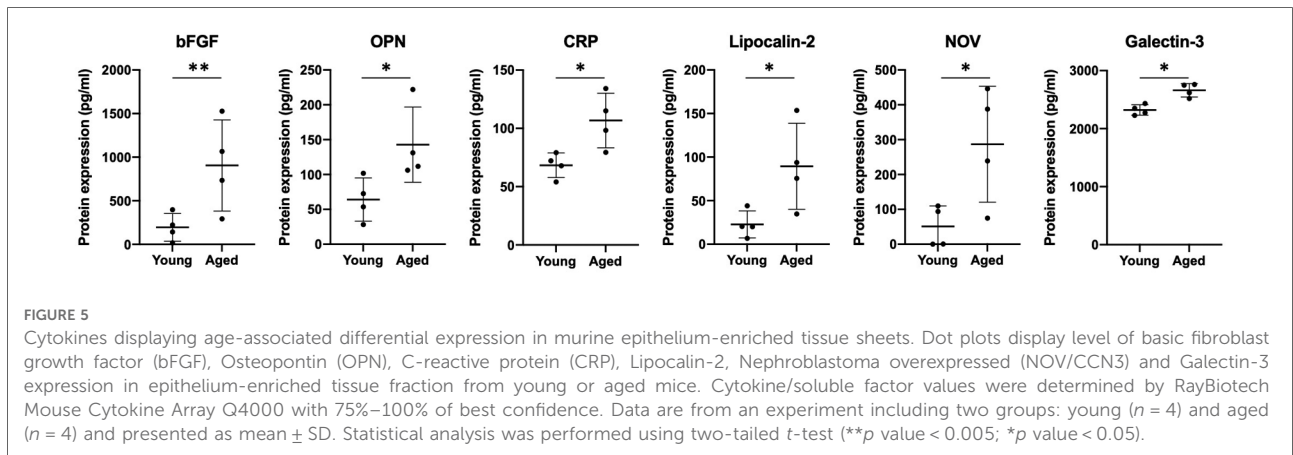 bFGF
**
Protein expression (pg/ml)
2000
1500
1000
500
0
Young Aged
OPN
*
Protein expression (pg/ml)
250
200
150
100
50
0
Young Aged
CRP
*
Protein expression (pg/ml)
150
100
50
0
Young Aged
Lipocalin-2
*
Protein expression (pg/ml)
200
150
100
50
0
Young Aged
NOV
*
Protein expression (pg/ml)
500
400
300
200
100
0
Young Aged
Galectin-3
*
Protein expression (pg/ml)
3000
2000
1000
0
Young Aged
FIGURE 5
Cytokines displaying age-associated differential expression in murine epithelium-enriched tissue sheets. Dot plots display level of basic fibroblast
growth factor (bFGF), Osteopontin (OPN), C-reactive protein (CRP), Lipocalin-2, Nephroblastoma overexpressed (NOV/CCN3) and Galectin-3
expression in epithelium-enriched tissue fraction from young or aged mice. Cytokine/soluble factor values were determined by RayBiotech
Mouse Cytokine Array Q4000 with 75%–100% of best confidence. Data are from an experiment including two groups: young (n = 4) and aged
(n = 4) and presented as mean ± SD. Statistical analysis was performed using two-tailed t-test (**p value < 0.005; *p value < 0.05).